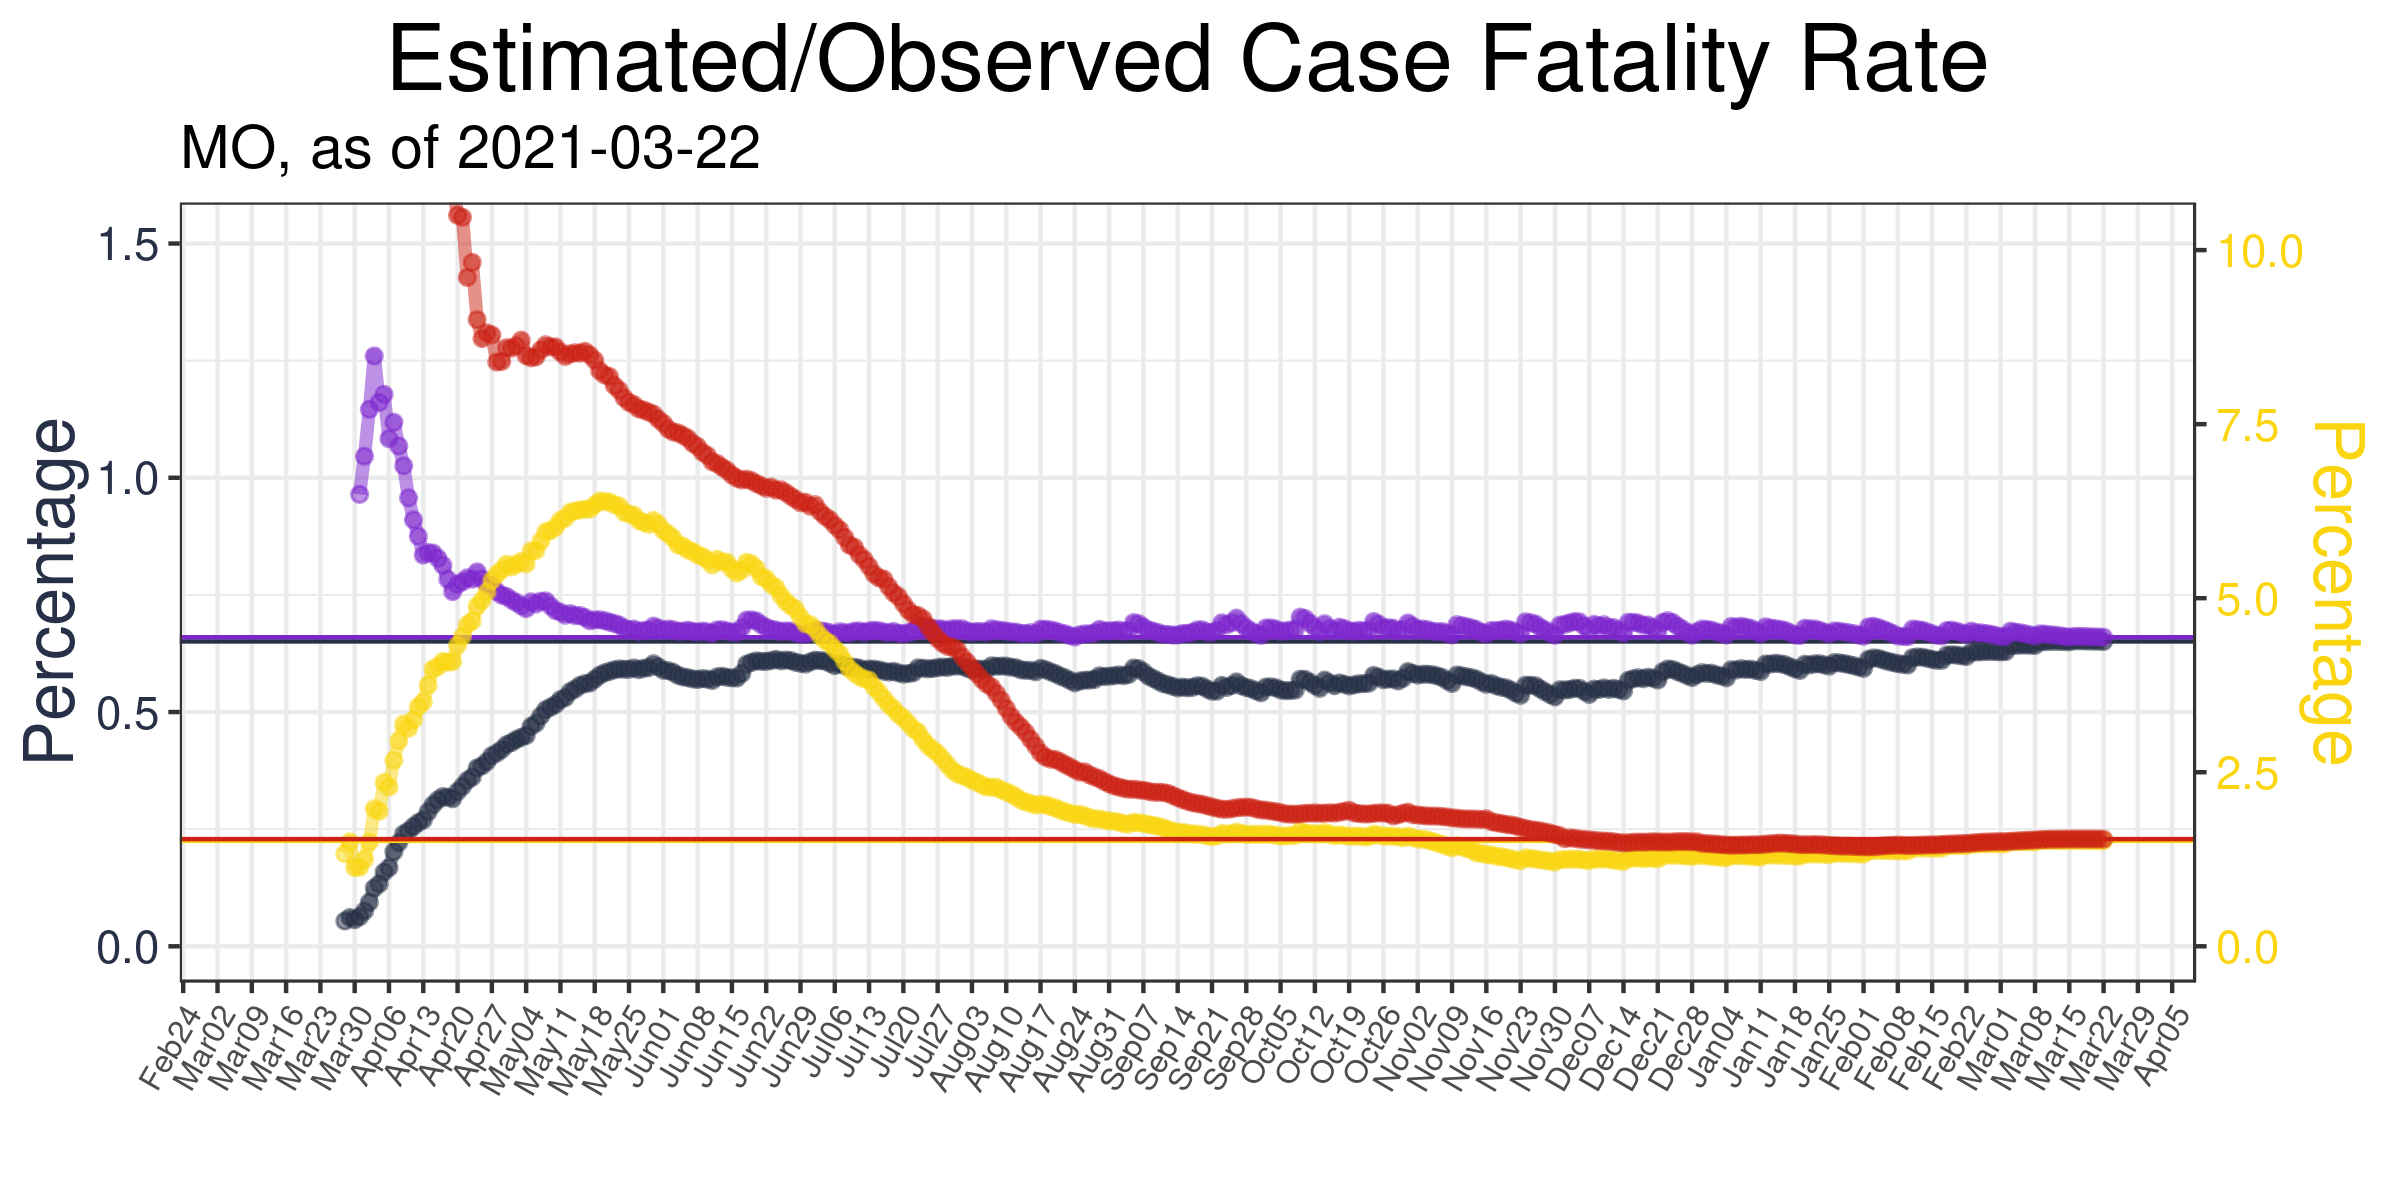 Estimated/Observed Case Fatality Rate
MO, as of 2021-03-22
Percentage
1.5
1.0
0.5
0.0
10.0
7.5
5.0
2.5
0.0
Percentage
Feb24
Mar02
Mar09
Mar16
Mar23
Mar30
Apr06
Apr13
Apr20
Apr27
May04
May11
May18
May25
Jun01
Jun08
Jun15
Jun22
Jun29
Jul06
Jul13
Jul20
Jul27
Aug03
Aug10
Aug17
Aug24
Aug31
Sep07
Sep14
Sep21
Sep28
Oct05
Oct12
Oct19
Oct26
Nov02
Nov09
Nov16
Nov23
Nov30
Dec07
Dec14
Dec21
Dec28
Jan04
Jan11
Jan18
Jan25
Feb01
Feb08
Feb15
Feb22
Mar01
Mar08
Mar15
Mar22
Mar29
Apr05